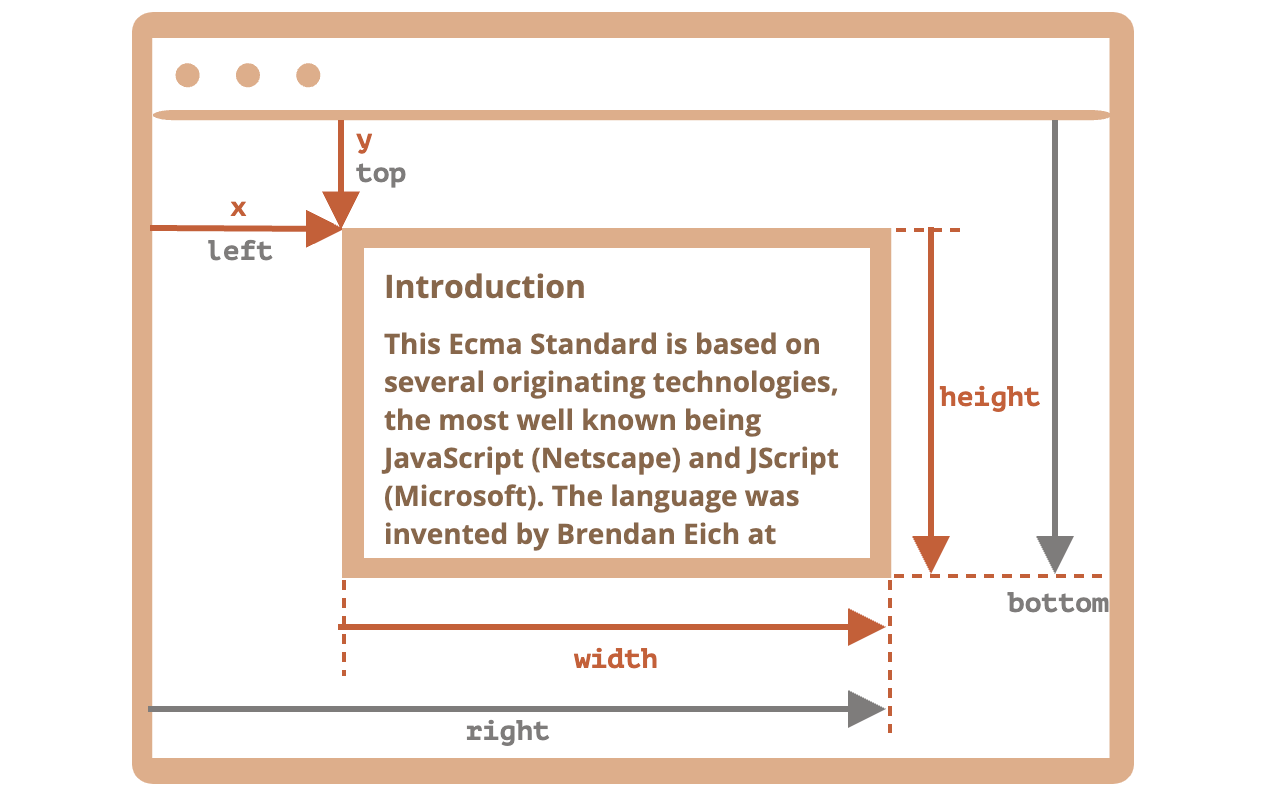 y
top
x
left
Introduction
This Ecma Standard is based on
several originating technologies,
the most well known being
JavaScript (Netscape) and JScript
(Microsoft). The language was
invented by Brendan Eich at
height
bottom
width
right